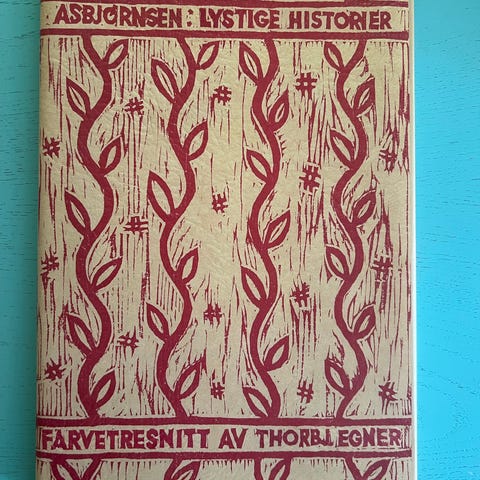 ASBJØRNSEN: LYSTIGE HISTORIER
FARVETRESNITT AV THORBJ. EGNER